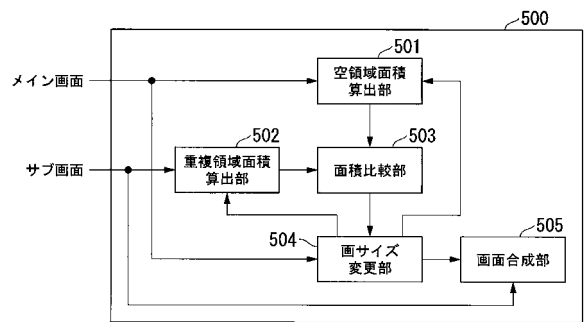 500
501
メイン画面
空領域面積
算出部
502
503
サブ画面
重複領域面積
算出部
面積比較部
504
505
画サイズ
変更部
画面合成部